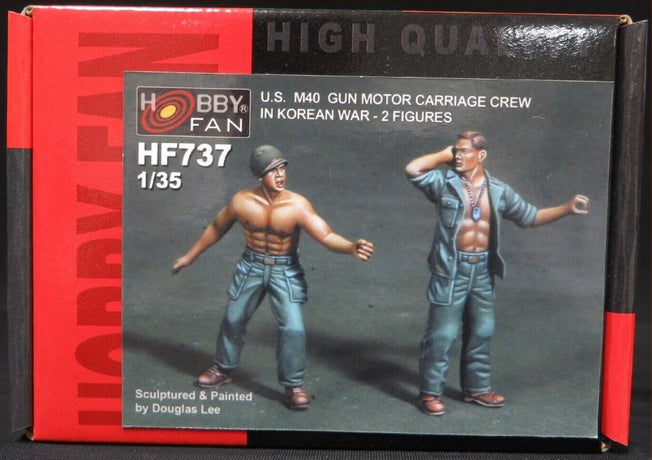 HIGH QUA
HOBBY FAN
HOBBY®
FAN
U.S. M40 GUN MOTOR CARRIAGE CREW
IN KOREAN WAR - 2 FIGURES
HF737
1/35
Sculptured & Painted
by Douglas Lee